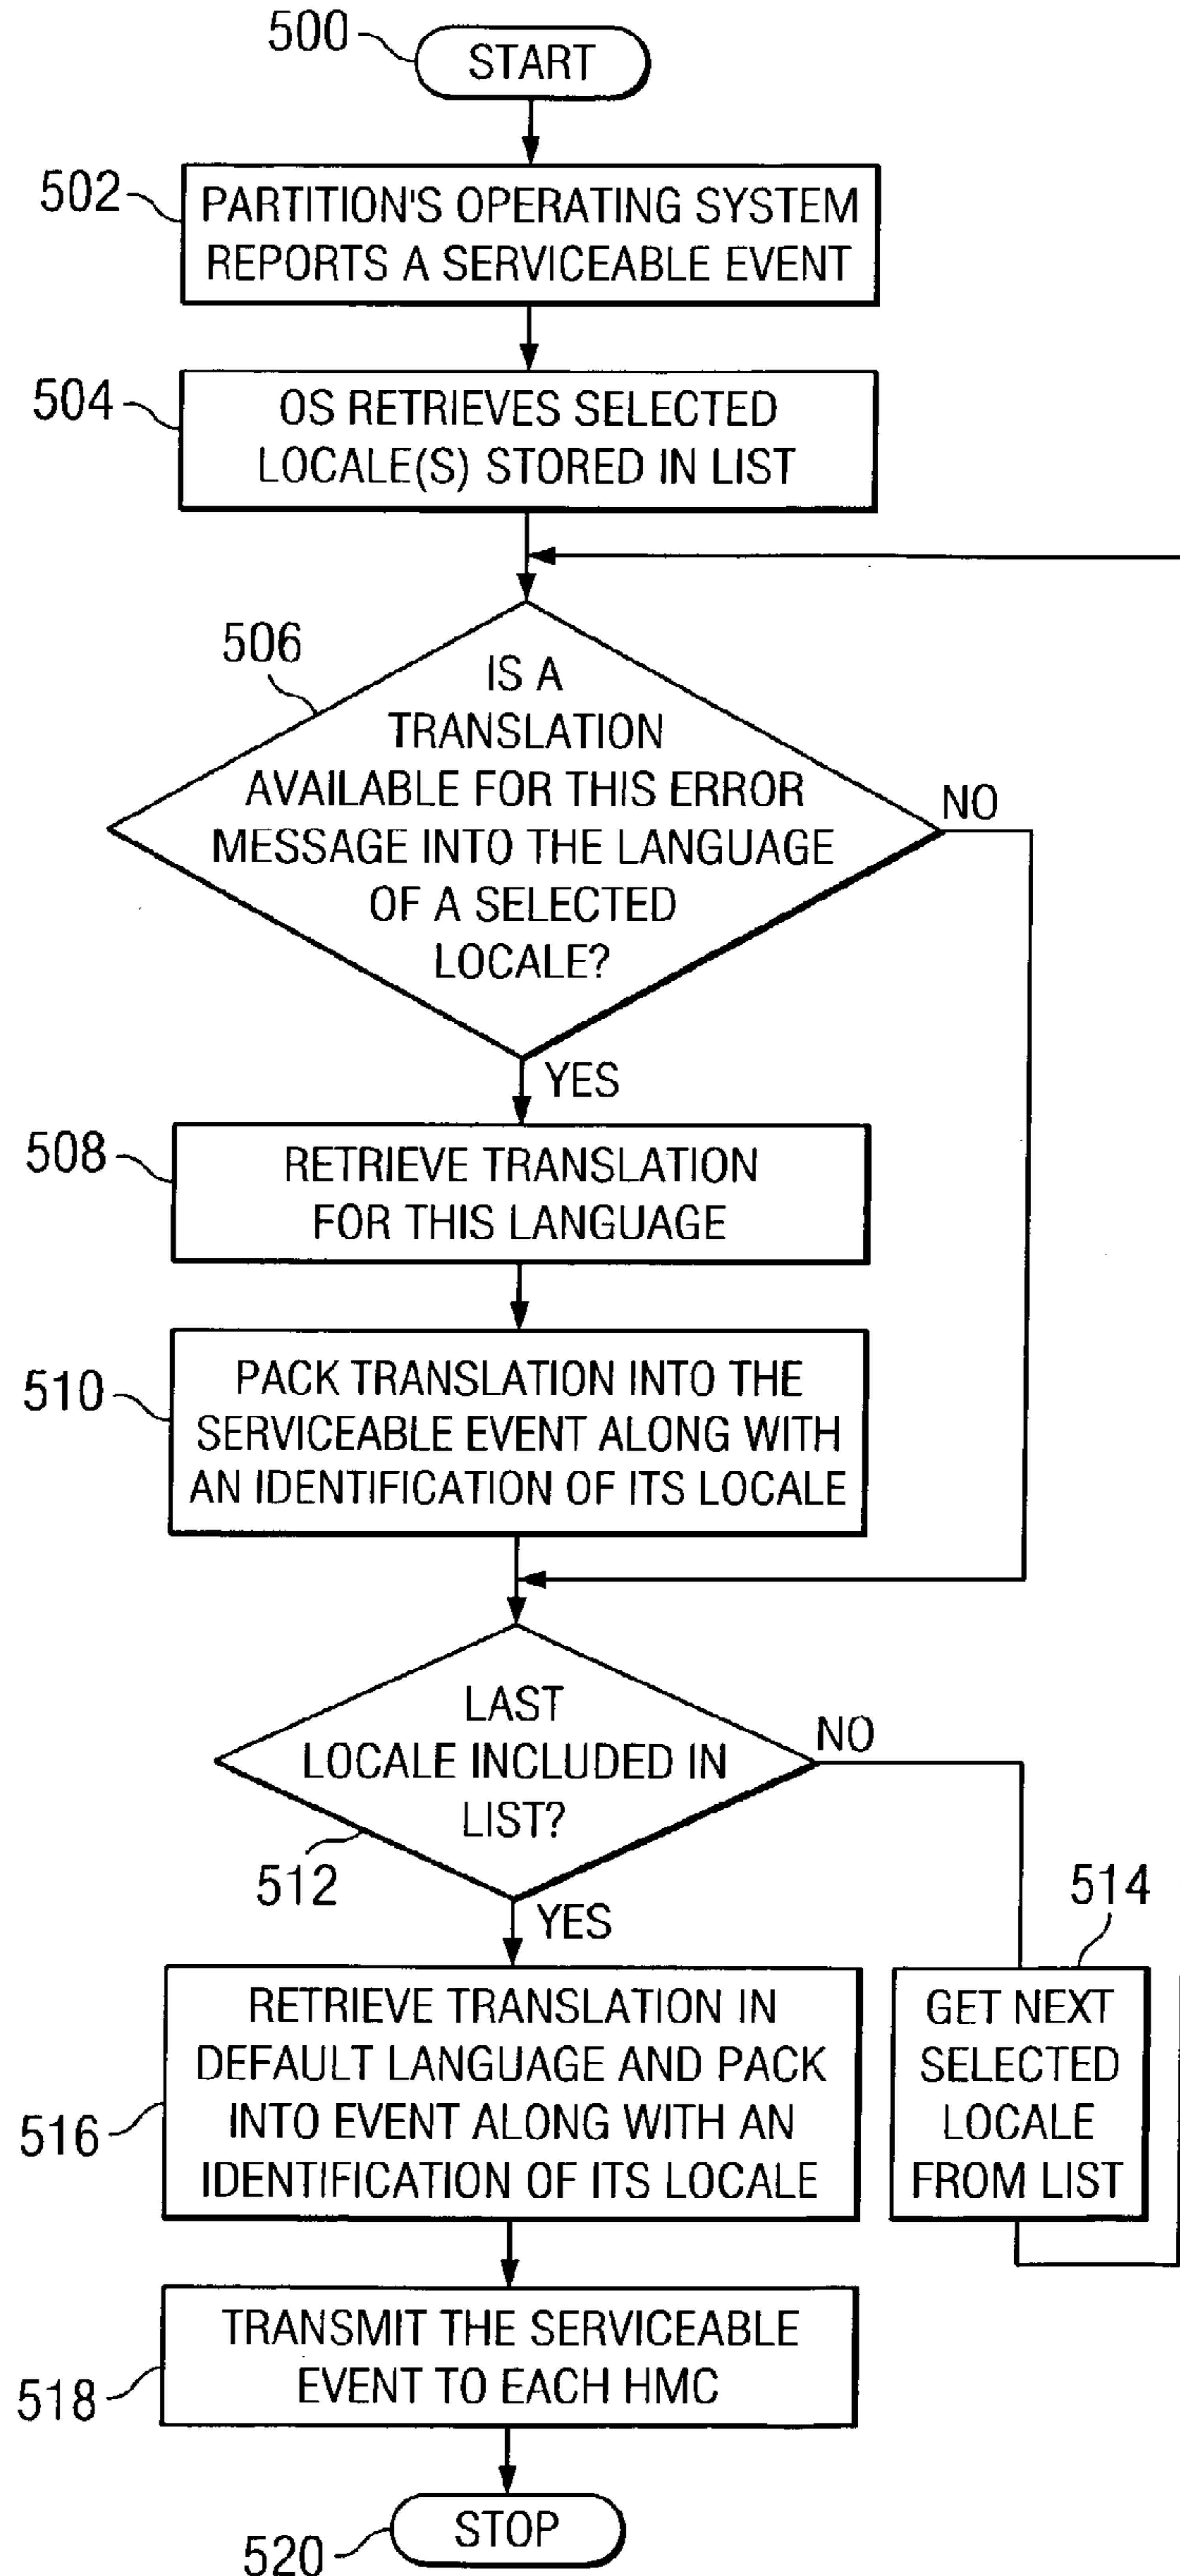 500
START
502
PARTITION'S OPERATING SYSTEM
REPORTS A SERVICEABLE EVENT
504
OS RETRIEVES SELECTED
LOCALE(S) STORED IN LIST
506
IS A
TRANSLATION
AVAILABLE FOR THIS ERROR
MESSAGE INTO THE LANGUAGE
OF A SELECTED
LOCALE?
NO
YES
508
RETRIEVE TRANSLATION
FOR THIS LANGUAGE
510
PACK TRANSLATION INTO THE
SERVICEABLE EVENT ALONG WITH
AN IDENTIFICATION OF ITS LOCALE
LAST
LOCALE INCLUDED IN
LIST?
NO
512
YES
514
GET NEXT
SELECTED
LOCALE
FROM LIST
516
RETRIEVE TRANSLATION IN
DEFAULT LANGUAGE AND PACK
INTO EVENT ALONG WITH AN
IDENTIFICATION OF ITS LOCALE
518
TRANSMIT THE SERVICEABLE
EVENT TO EACH HMC
520
STOP